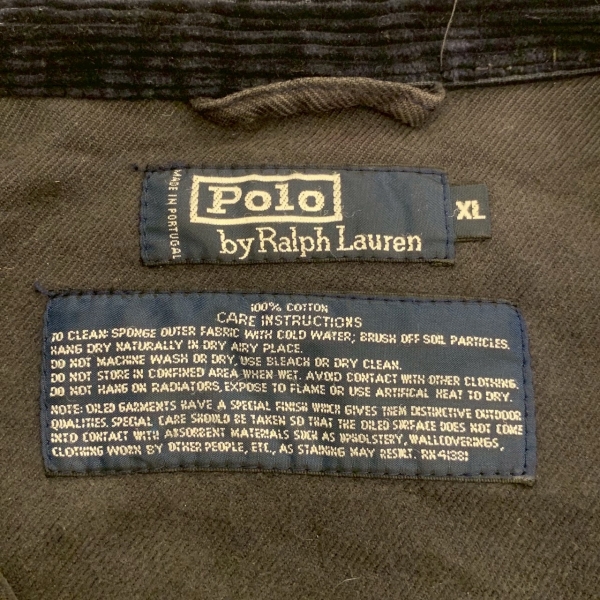 MADE IN PORTUGAL
Polo
by Ralph Lauren
XL
100% COTTON
CARE INSTRUCTIONS
TO CLEAN: SPONGE OUTER FABRIC WITH COLD WATER; BRUSH OFF SOIL PARTICLES.
HANG DRY NATURALLY IN DRY AIRY PLACE.
DO NOT MACHINE WASH OR DRY, USE BLEACH OR DRY CLEAN.
DO NOT STORE IN CONFINED AREA WHEN WET. AVOID CONTACT WITH OTHER CLOTHING.
DO NOT HANG ON RADIATORS, EXPOSE TO FLAME OR USE ARTIFICAL HEAT TO DRY.
NOTE: OILED GARMENTS HAVE A SPECIAL FINISH WHICH GIVES THEM DISTINCTIVE OUTDOOR
QUALITIES. SPECIAL CARE SHOULD BE TAKEN SO THAT THE OILED SURFACE DOES NOT COME
INTO CONTACT WITH ABSORBENT MATERIALS SUCH AS UPHOLSTERY, WALLCOVERINGS,
CLOTHING WORN BY OTHER PEOPLE, ETC., AS STAINING MAY RESULT. RN 41381